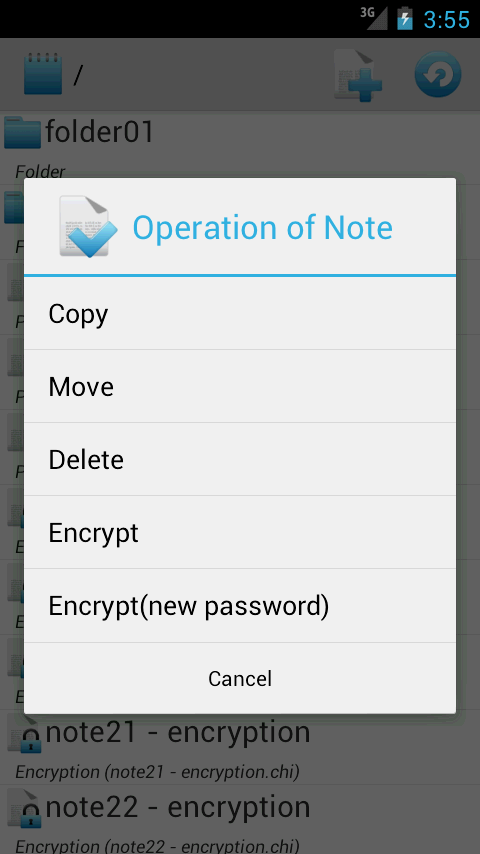 3G 3:55
/
folder01
Folder
Operation of Note
Copy
Move
Delete
Encrypt
Encrypt(new password)
Cancel
note21 - encryption
Encryption (note21 - encryption.chi)
note22 - encryption
Encryption (note22 - encryption.chi)